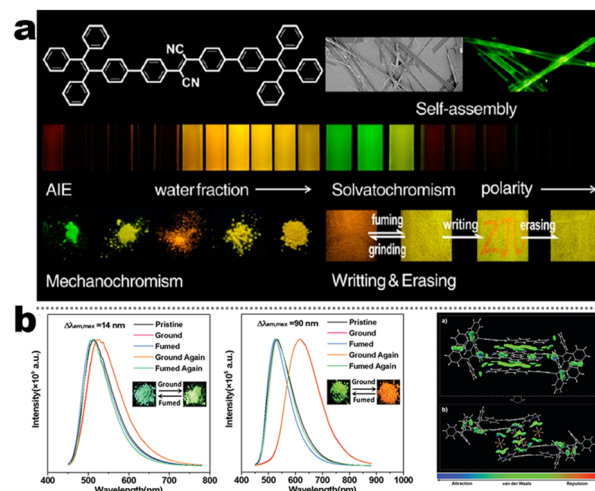 a
NC
CN
Self-assembly
AIE
water fraction
Solvatochromism
polarity
fuming
grinding
writing
erasing
Mechanochromism
Writting & Erasing
b
Δλem,max =14 nm
Pristine
Ground
Fumed
Ground Again
Fumed Again
Ground
Fumed
Intensity(×10⁵ a.u.)
400 500 600 700 800
Wavelength(nm)
Δλem,max =90 nm
Pristine
Ground
Fumed
Ground Again
Fumed Again
Ground
Fumed
400 500 600 700 800 900
Wavelength(nm)
a)
b)
Attraction
van der Waals
Repulsion